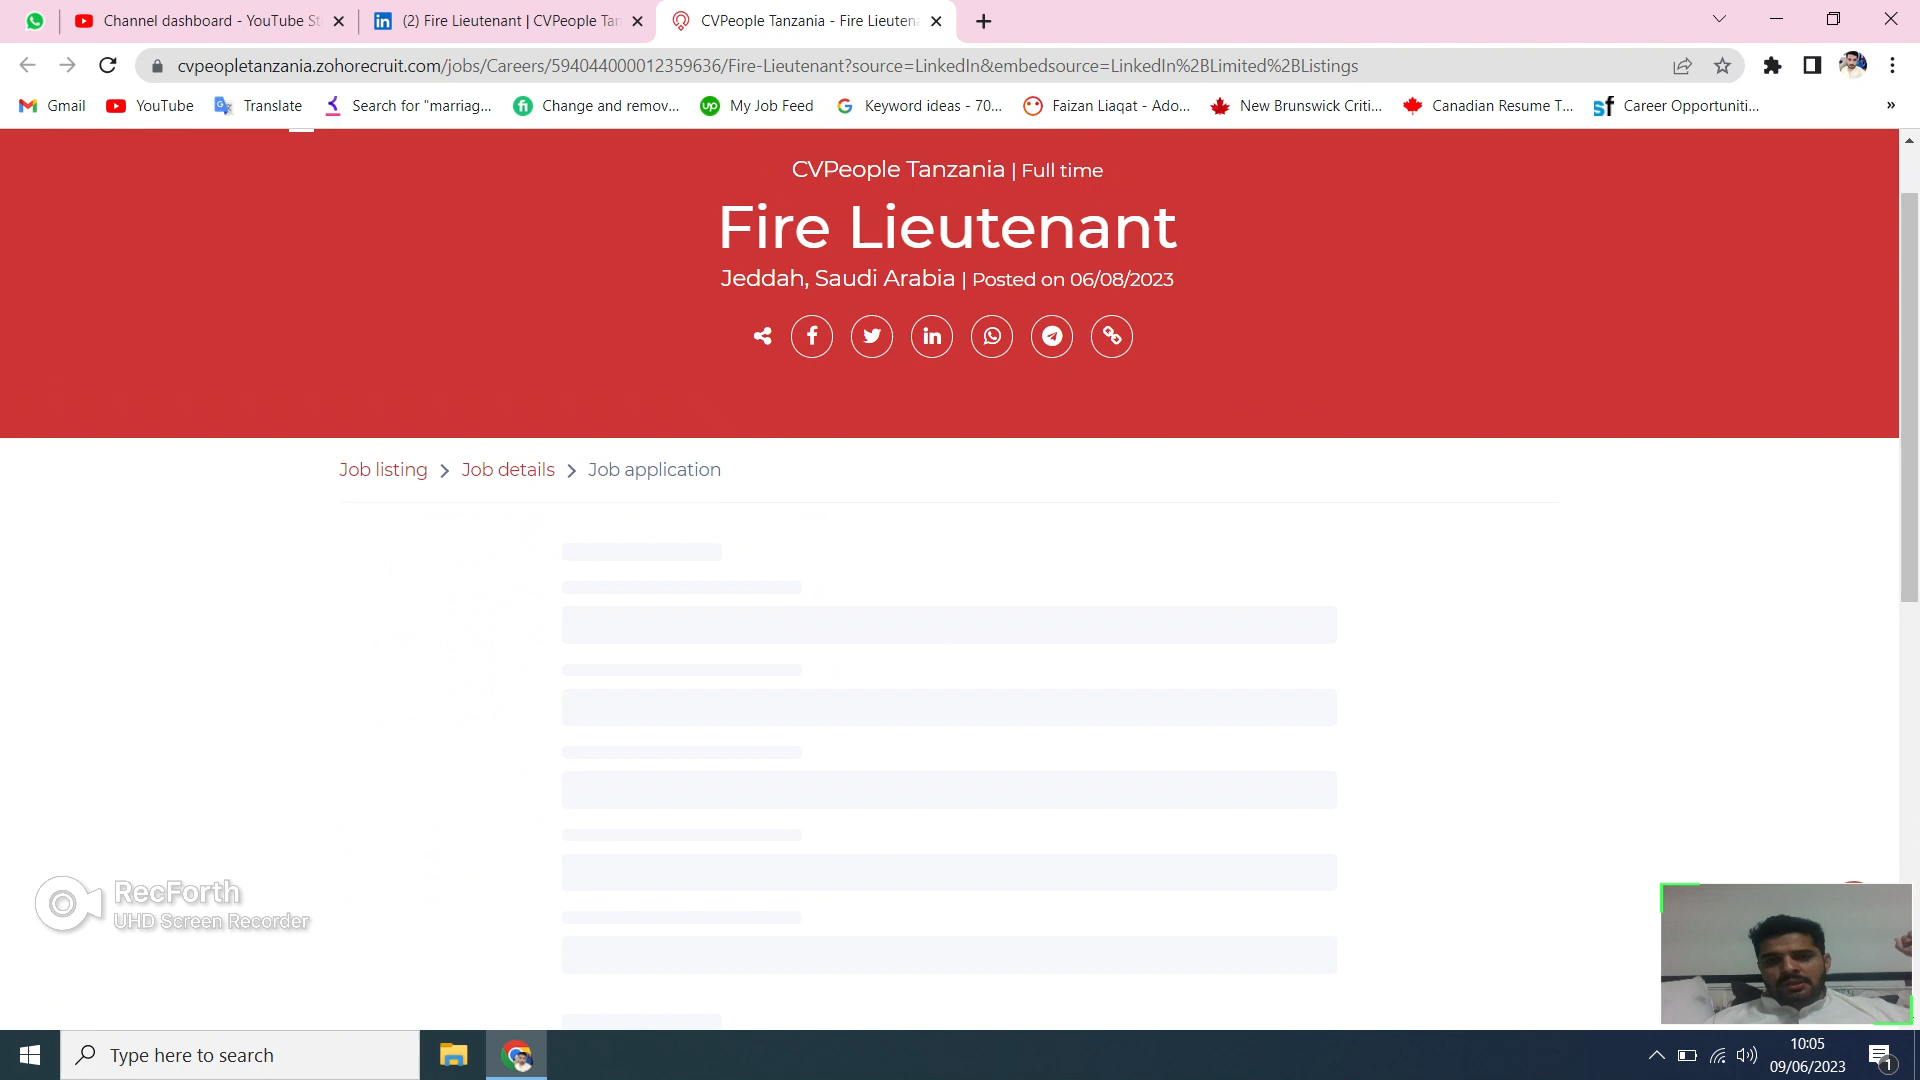 Channel dashboard - YouTube St
(2) Fire Lieutenant | CVPeople Tan
CVPeople Tanzania - Fire Lieutena
cvpeopletanzania.zohorecruit.com/jobs/Careers/594044000012359636/Fire-Lieutenant?source=LinkedIn&embedsource=LinkedIn%2BLimited%2BListings
Gmail
YouTube
Translate
Search for "marriag...
Change and remov...
My Job Feed
Keyword ideas - 70...
Faizan Liaqat - Ado...
New Brunswick Criti...
Canadian Resume T...
Career Opportuniti...
»
CVPeople Tanzania | Full time
Fire Lieutenant
Jeddah, Saudi Arabia | Posted on 06/08/2023
Job listing > Job details > Job application
RecForth
UHD Screen Recorder
Type here to search
10:05
09/06/2023
1